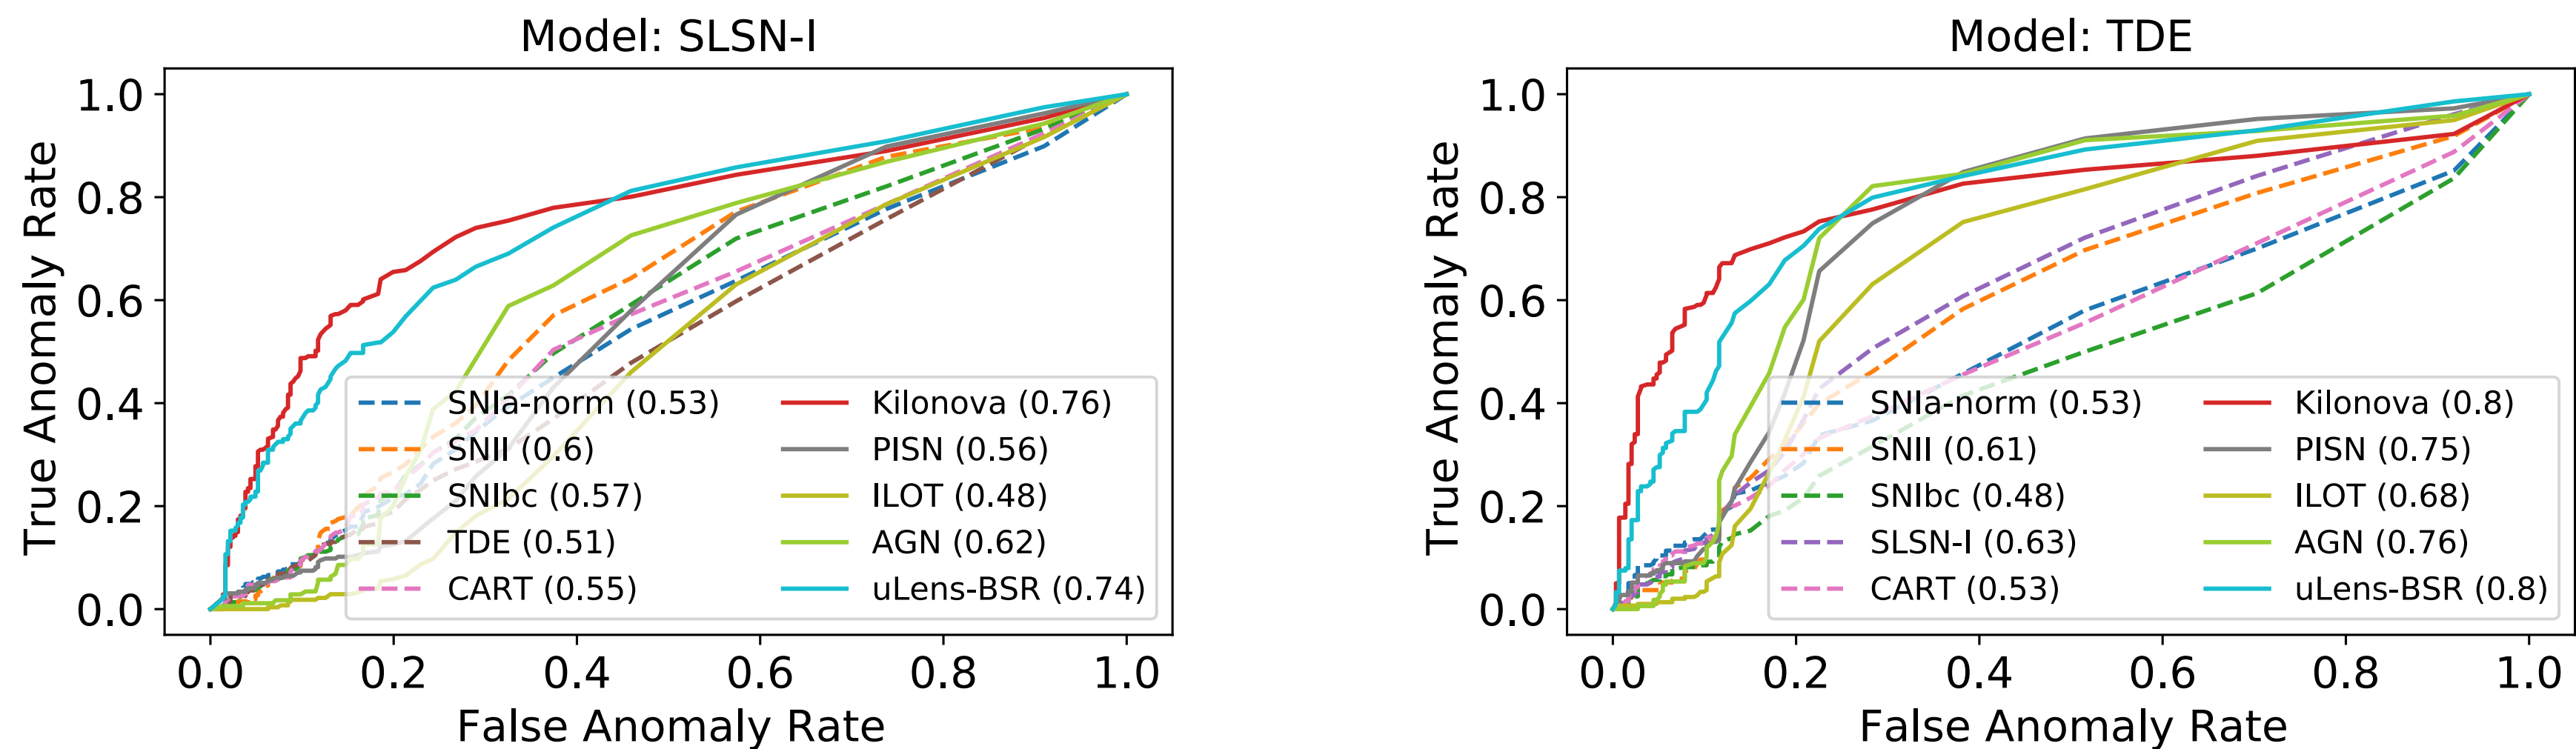 Model: SLSN-I
True Anomaly Rate
1.0
0.8
0.6
0.4
0.2
0.0
SNIa-norm (0.53)
SNII (0.6)
SNIbc (0.57)
TDE (0.51)
CART (0.55)
Kilonova (0.76)
PISN (0.56)
ILOT (0.48)
AGN (0.62)
uLens-BSR (0.74)
0.0 0.2 0.4 0.6 0.8 1.0
False Anomaly Rate
Model: TDE
True Anomaly Rate
1.0
0.8
0.6
0.4
0.2
0.0
SNIa-norm (0.53)
SNII (0.61)
SNIbc (0.48)
SLSN-I (0.63)
CART (0.53)
Kilonova (0.8)
PISN (0.75)
ILOT (0.68)
AGN (0.76)
uLens-BSR (0.8)
0.0 0.2 0.4 0.6 0.8 1.0
False Anomaly Rate